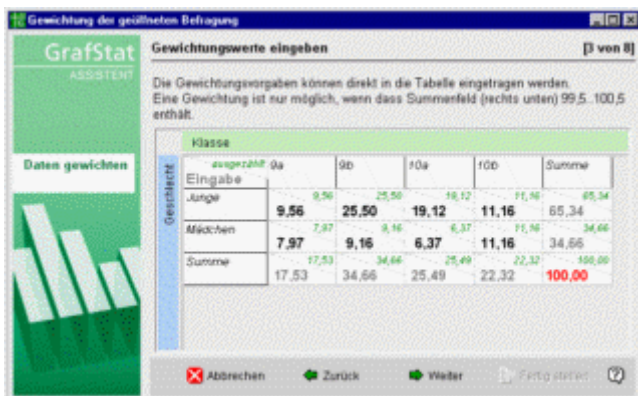 Gewichtung der geöffneten Befragung
GrafStat
ASSISTENT
Gewichtungswerte eingeben
[3 von 8]
Die Gewichtungsvorgaben können direkt in die Tabelle eingetragen werden.
Eine Gewichtung ist nur möglich, wenn dass Summenfeld (rechts unten) 99,5..100,5
enthält.
Daten gewichten
Klasse
Geschlecht
ausgezählt 9a 9b 10a 10b Summe
Eingabe
Junge 9,56 25,50 19,12 11,16 65,34
9,56 25,50 19,12 11,16 65,34
Mädchen 7,97 9,16 6,37 11,16 34,66
7,97 9,16 6,37 11,16 34,66
Summe 17,53 34,66 25,49 22,32 100,00
17,53 34,66 25,49 22,32 100,00
Abbrechen Zurück Weiter Fertig stellen